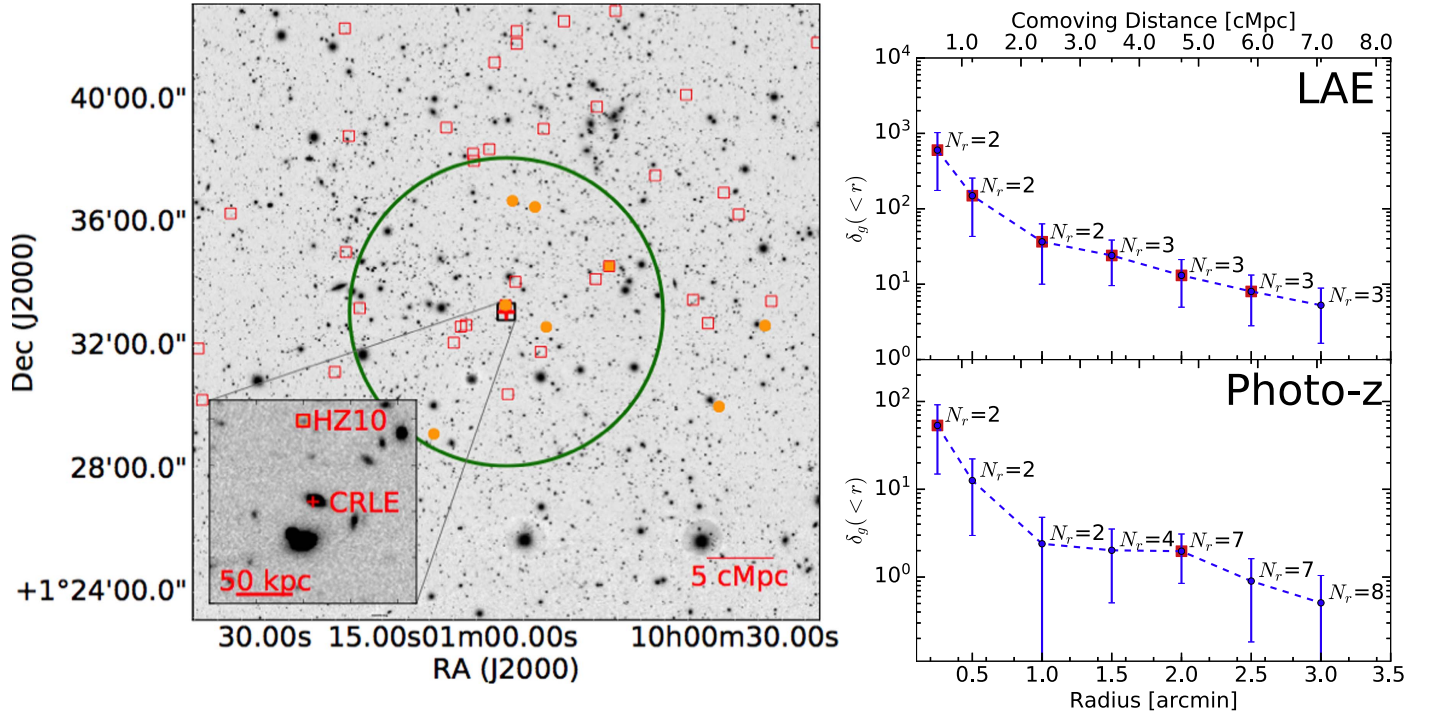 40'00.0"
36'00.0"
32'00.0"
28'00.0"
+1°24'00.0"
Dec (J2000)
HZ10
CRLE
50 kpc
5 cMpc
30.00s
15.00s
01m00.00s
10h00m30.00s
RA (J2000)
Comoving Distance [cMpc]
1.0 2.0 3.0 4.0 5.0 6.0 7.0 8.0
LAE
10^4
10^3
10^2
10^1
10^0
δ_g(<r)
N_r=2
N_r=2
N_r=2
N_r=3
N_r=3
N_r=3
N_r=3
Photo-z
10^2
10^1
10^0
δ_g(<r)
N_r=2
N_r=2
N_r=2
N_r=4
N_r=7
N_r=7
N_r=8
0.5 1.0 1.5 2.0 2.5 3.0 3.5
Radius [arcmin]